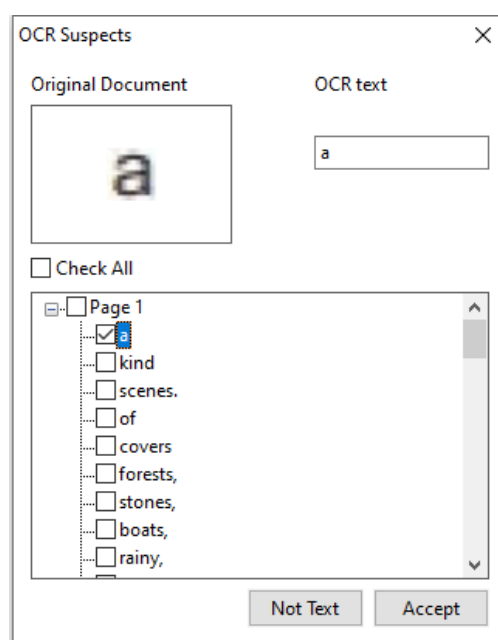 OCR Suspects
Original Document
OCR text
a
a
Check All
Page 1
a
kind
scenes.
of
covers
forests,
stones,
boats,
rainy,
Not Text
Accept